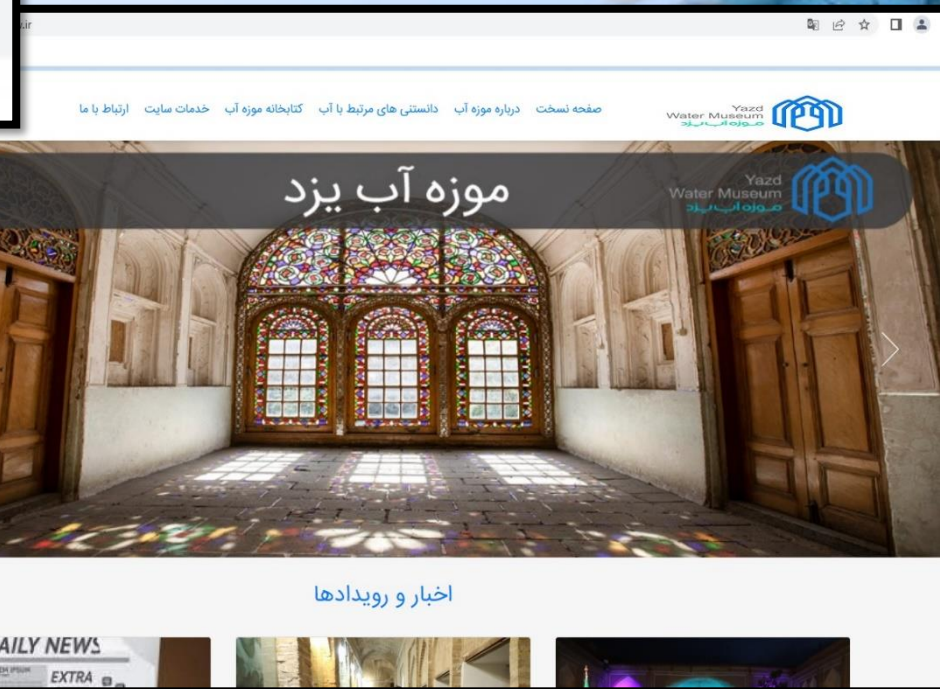 .ir
صفحه نسخت درباره موزه آب دانستنی های مرتبط با آب کتابخانه موزه آب خدمات سایت ارتباط با ما
Yazd
Water Museum
موزه آب یزد
موزه آب یزد
Yazd
Water Museum
موزه آب یزد
اخبار و رویدادها
AILY NEWS
EXTRA